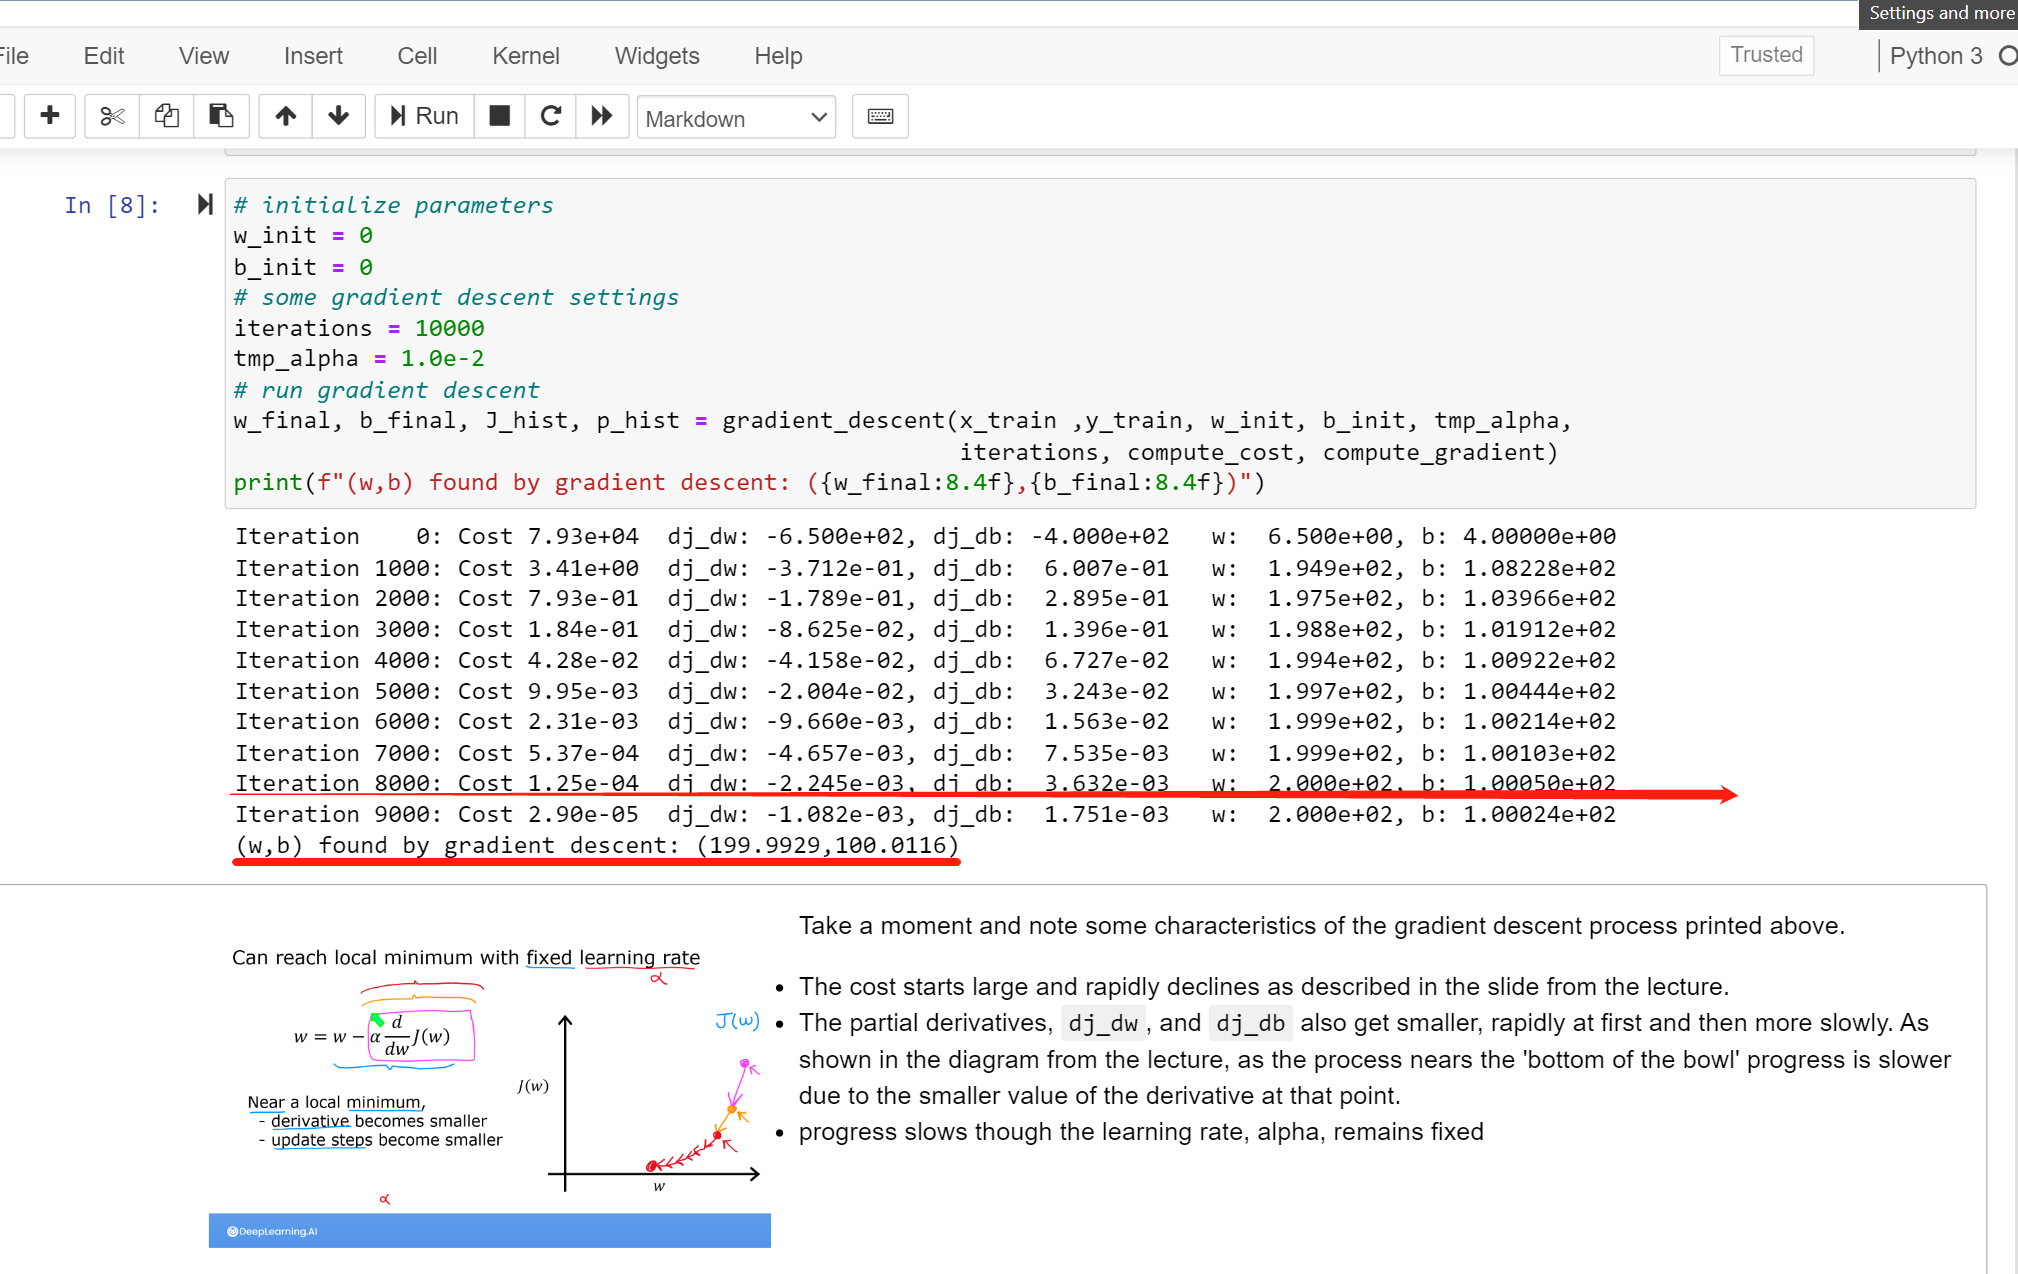 Settings and more
File Edit View Insert Cell Kernel Widgets Help Trusted Python 3
Run Markdown
In [8]:
# initialize parameters
w_init = 0
b_init = 0
# some gradient descent settings
iterations = 10000
tmp_alpha = 1.0e-2
# run gradient descent
w_final, b_final, J_hist, p_hist = gradient_descent(x_train ,y_train, w_init, b_init, tmp_alpha,
iterations, compute_cost, compute_gradient)
print(f"(w,b) found by gradient descent: ({w_final:8.4f},{b_final:8.4f})")
Iteration    0: Cost 7.93e+04  dj_dw: -6.500e+02, dj_db: -4.000e+02   w:  6.500e+00, b: 4.00000e+00
Iteration 1000: Cost 3.41e+00  dj_dw: -3.712e-01, dj_db:  6.007e-01   w:  1.949e+02, b: 1.08228e+02
Iteration 2000: Cost 7.93e-01  dj_dw: -1.789e-01, dj_db:  2.895e-01   w:  1.975e+02, b: 1.03966e+02
Iteration 3000: Cost 1.84e-01  dj_dw: -8.625e-02, dj_db:  1.396e-01   w:  1.988e+02, b: 1.01912e+02
Iteration 4000: Cost 4.28e-02  dj_dw: -4.158e-02, dj_db:  6.727e-02   w:  1.994e+02, b: 1.00922e+02
Iteration 5000: Cost 9.95e-03  dj_dw: -2.004e-02, dj_db:  3.243e-02   w:  1.997e+02, b: 1.00444e+02
Iteration 6000: Cost 2.31e-03  dj_dw: -9.660e-03, dj_db:  1.563e-02   w:  1.999e+02, b: 1.00214e+02
Iteration 7000: Cost 5.37e-04  dj_dw: -4.657e-03, dj_db:  7.535e-03   w:  1.999e+02, b: 1.00103e+02
Iteration 8000: Cost 1.25e-04  dj_dw: -2.245e-03, dj_db:  3.632e-03   w:  2.000e+02, b: 1.00050e+02
Iteration 9000: Cost 2.90e-05  dj_dw: -1.082e-03, dj_db:  1.751e-03   w:  2.000e+02, b: 1.00024e+02
(w,b) found by gradient descent: (199.9929,100.0116)
Can reach local minimum with fixed learning rate
α
w = w − α d/dw J(w)
Near a local minimum,
- derivative becomes smaller
- update steps become smaller
α
J(w)
J(w)
w
DeepLearning.AI
Take a moment and note some characteristics of the gradient descent process printed above.
• The cost starts large and rapidly declines as described in the slide from the lecture.
• The partial derivatives, dj_dw, and dj_db also get smaller, rapidly at first and then more slowly. As
shown in the diagram from the lecture, as the process nears the 'bottom of the bowl' progress is slower
due to the smaller value of the derivative at that point.
• progress slows though the learning rate, alpha, remains fixed